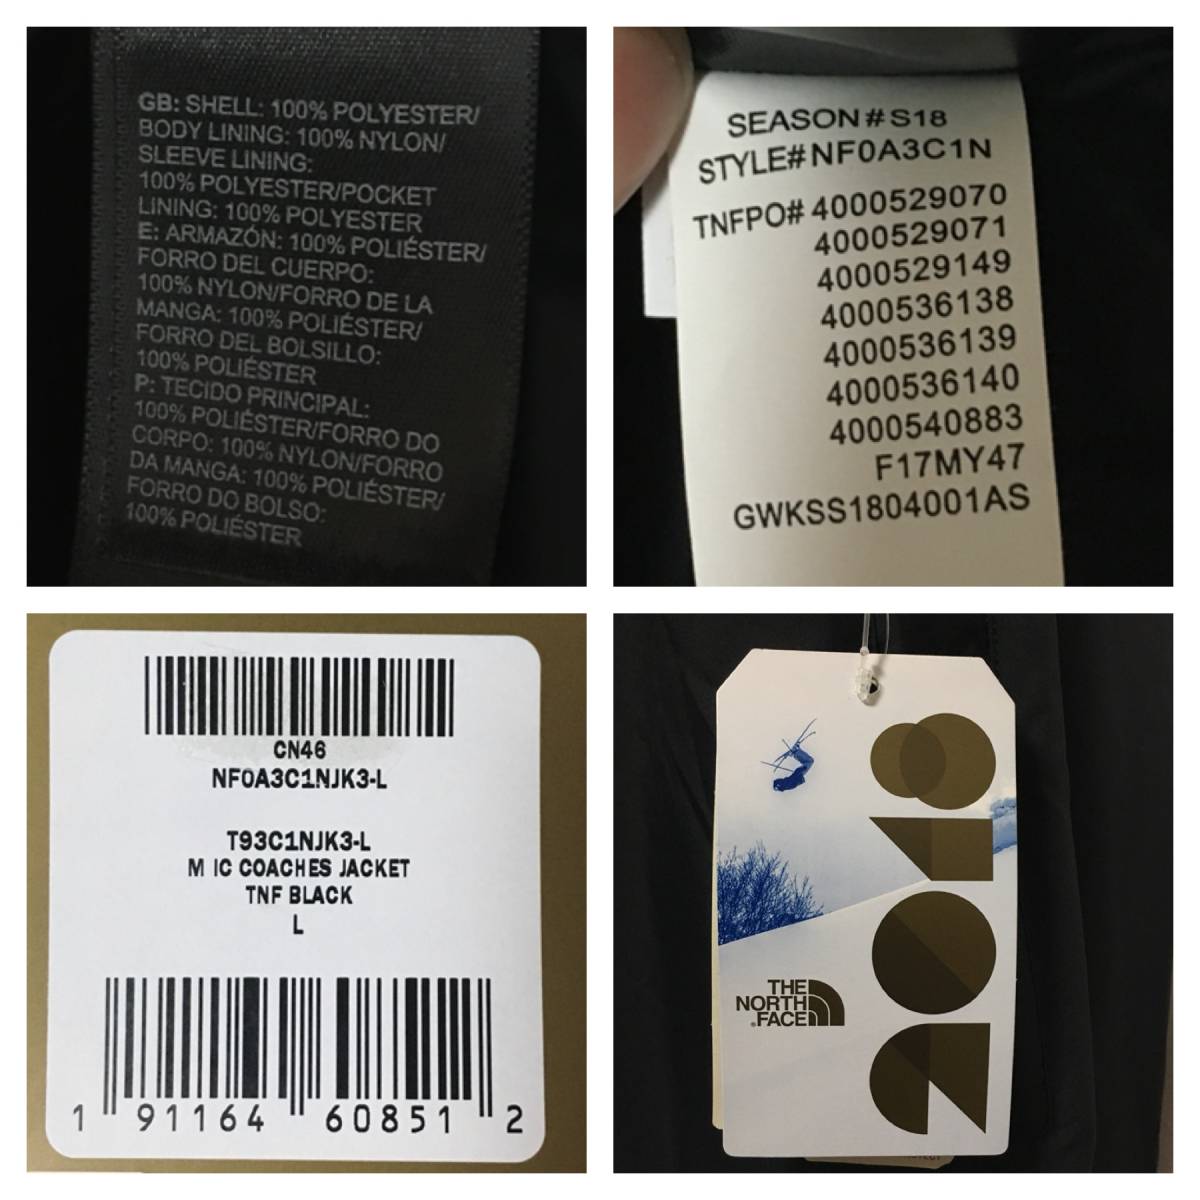 GB: SHELL: 100% POLYESTER/
BODY LINING: 100% NYLON/
SLEEVE LINING:
100% POLYESTER/POCKET
LINING: 100% POLYESTER
E: ARMAZÓN: 100% POLIÉSTER/
FORRO DEL CUERPO:
100% NYLON/FORRO DE LA
MANGA: 100% POLIÉSTER/
FORRO DEL BOLSILLO:
100% POLIÉSTER
P: TECIDO PRINCIPAL:
100% POLIÉSTER/FORRO DO
CORPO: 100% NYLON/FORRO
DA MANGA: 100% POLIÉSTER/
FORRO DO BOLSO:
100% POLIÉSTER
SEASON#S18
STYLE#NF0A3C1N
TNFPO# 4000529070
4000529071
4000529149
4000536138
4000536139
4000536140
4000540883
F17MY47
GWKSS1804001AS
CN46
NF0A3C1NJK3-L
T93C1NJK3-L
M IC COACHES JACKET
TNF BLACK
L
1 91164 60851 2
2018
THE
NORTH
FACE